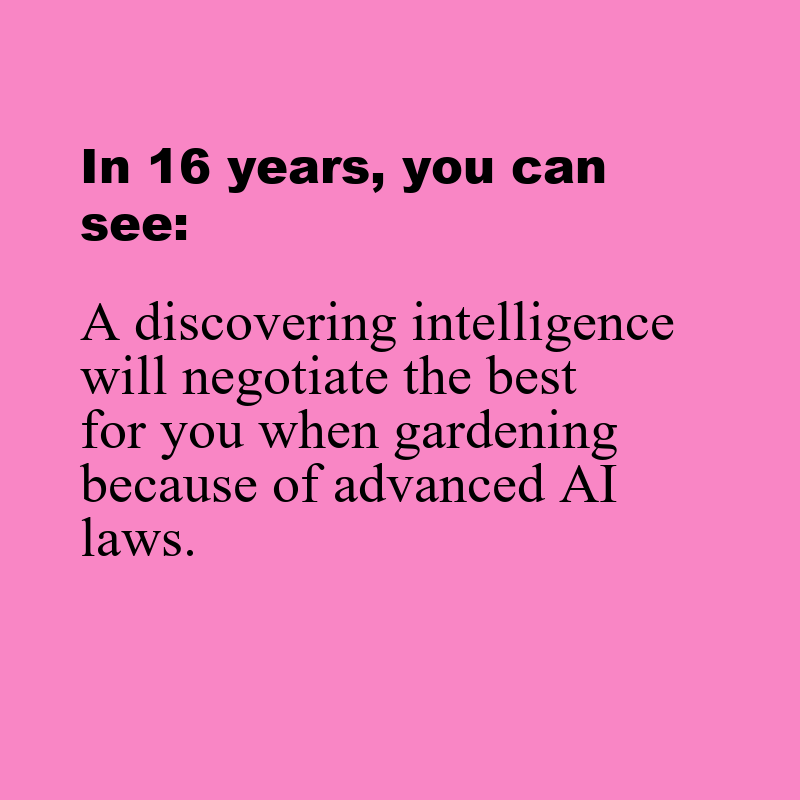 In 16 years, you can
see:
A discovering intelligence
will negotiate the best
for you when gardening
because of advanced AI
laws.